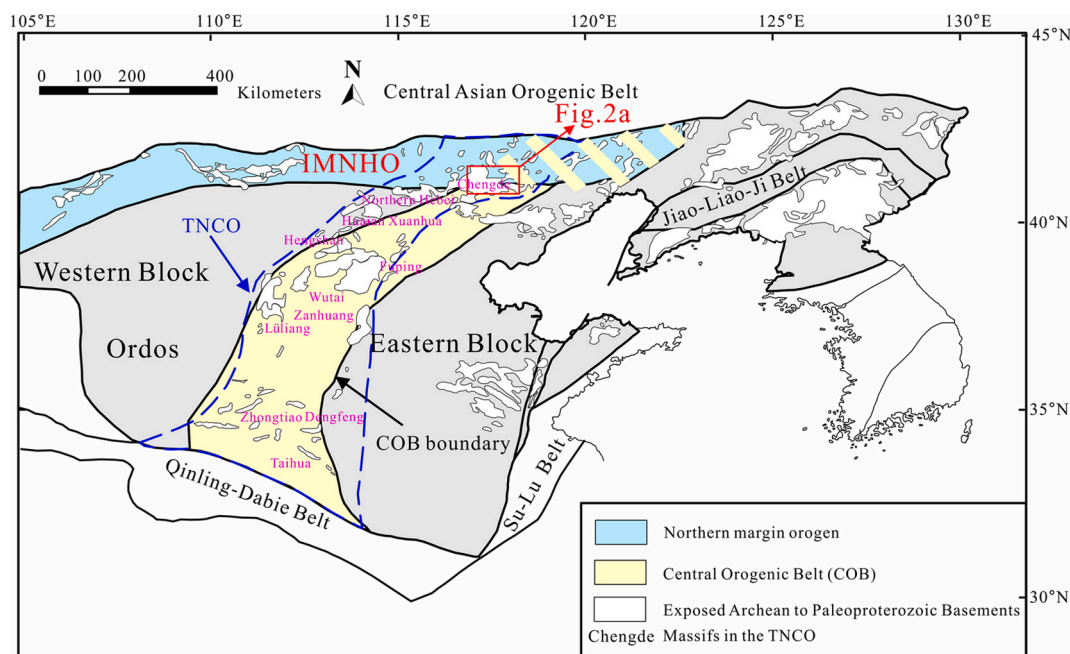 105°E
110°E
115°E
120°E
125°E
130°E
45°N
0 100 200 400
Kilometers
N
Central Asian Orogenic Belt
Fig.2a
IMNHO
Chengde
Northern Hebei
Huaian Xuanhua
Hengshan
Fuping
Jiao-Liao-Ji Belt
40°N
TNCO
Western Block
Wutai
Zanhuang
Lüliang
Ordos
Eastern Block
Zhongtiao Dengfeng
COB boundary
35°N
Taihua
Qinling-Dabie Belt
Su-Lu Belt
Northern margin orogen
Central Orogenic Belt (COB)
30°N
Exposed Archean to Paleoproterozoic Basements
Chengde Massifs in the TNCO